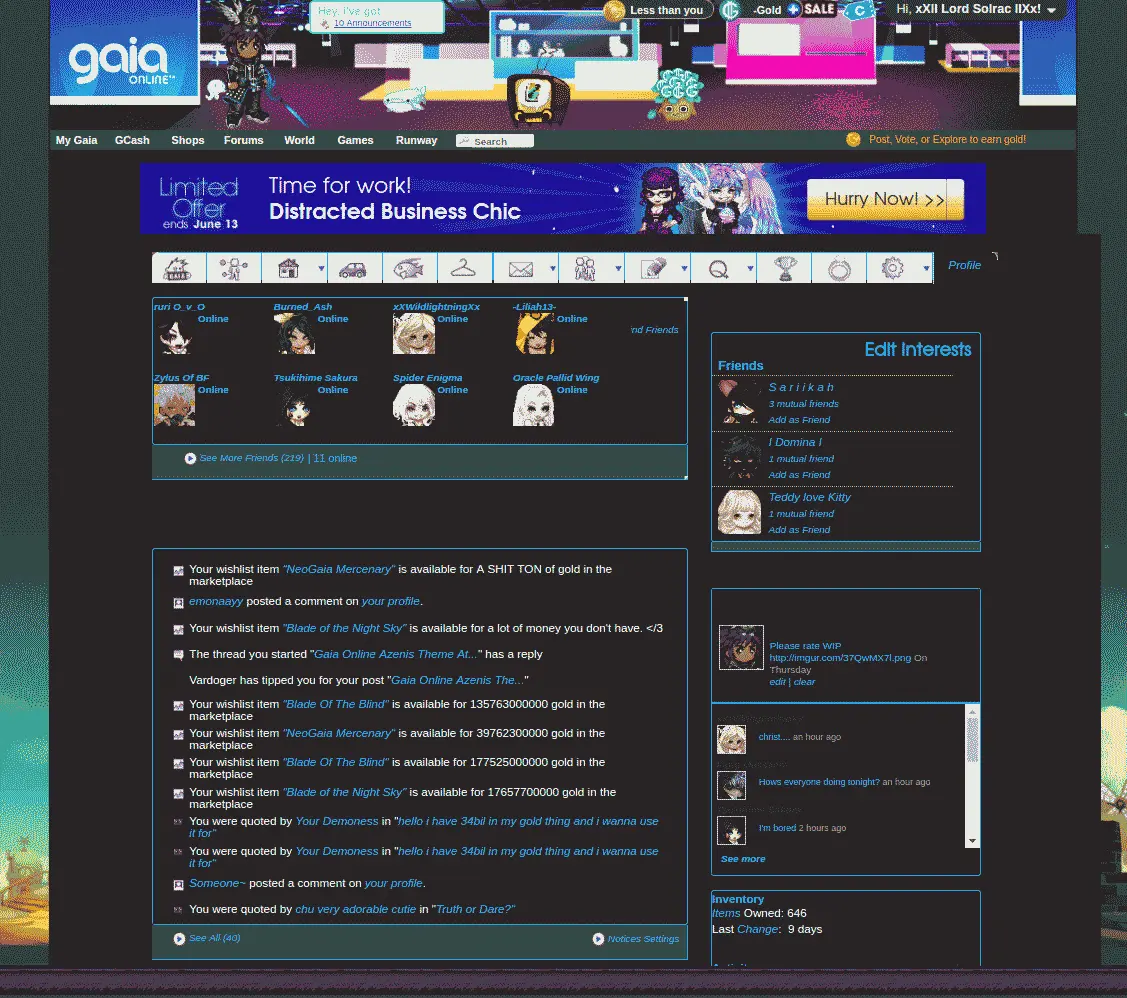 Hey, i've got
10 Announcements
Less than you
-Gold
SALE
C
Hi, xXII Lord Solrac IIXx!
gaia
ONLINE™
My Gaia GCash Shops Forums World Games Runway Search
Post, Vote, or Explore to earn gold!
Limited
Offer
ends June 13
Time for work!
Distracted Business Chic
Hurry Now! >>
Profile
ruri O_v_O
Online
Burned_Ash
Online
xXWildlightningXx
Online
-Liliah13-
Online
nd Friends
Zylus Of BF
Online
Tsukihime Sakura
Online
Spider Enigma
Online
Oracle Pallid Wing
Online
See More Friends (219) | 11 online
Edit Interests
Friends
S a r i i k a h
3 mutual friends
Add as Friend
I Domina I
1 mutual friend
Add as Friend
Teddy love Kitty
1 mutual friend
Add as Friend
Your wishlist item "NeoGaia Mercenary" is available for A SHIT TON of gold in the
marketplace
emonaayy posted a comment on your profile.
Your wishlist item "Blade of the Night Sky" is available for a lot of money you don't have. </3
The thread you started "Gaia Online Azenis Theme At..." has a reply
Vardoger has tipped you for your post "Gaia Online Azenis The..."
Your wishlist item "Blade Of The Blind" is available for 135763000000 gold in the
marketplace
Your wishlist item "NeoGaia Mercenary" is available for 39762300000 gold in the
marketplace
Your wishlist item "Blade Of The Blind" is available for 177525000000 gold in the
marketplace
Your wishlist item "Blade of the Night Sky" is available for 17657700000 gold in the
marketplace
You were quoted by Your Demoness in "hello i have 34bil in my gold thing and i wanna use
it for"
You were quoted by Your Demoness in "hello i have 34bil in my gold thing and i wanna use
it for"
Someone~ posted a comment on your profile.
You were quoted by chu very adorable cutie in "Truth or Dare?"
See All (40)
Notices Settings
Please rate WIP
http://imgur.com/37QwMX7l.png On
Thursday
edit | clear
christ.... an hour ago
Hows everyone doing tonight? an hour ago
I'm bored 2 hours ago
See more
Inventory
Items Owned: 646
Last Change: 9 days